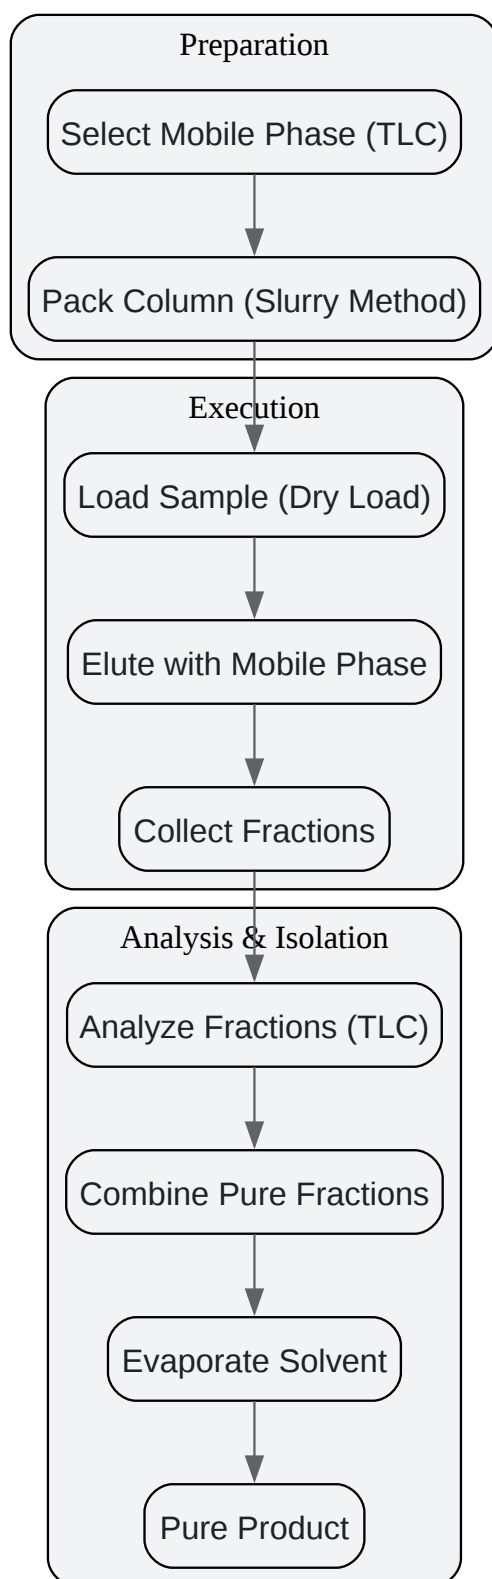 Preparation
Select Mobile Phase (TLC)
Pack Column (Slurry Method)
Execution
Load Sample (Dry Load)
Elute with Mobile Phase
Collect Fractions
Analysis & Isolation
Analyze Fractions (TLC)
Combine Pure Fractions
Evaporate Solvent
Pure Product